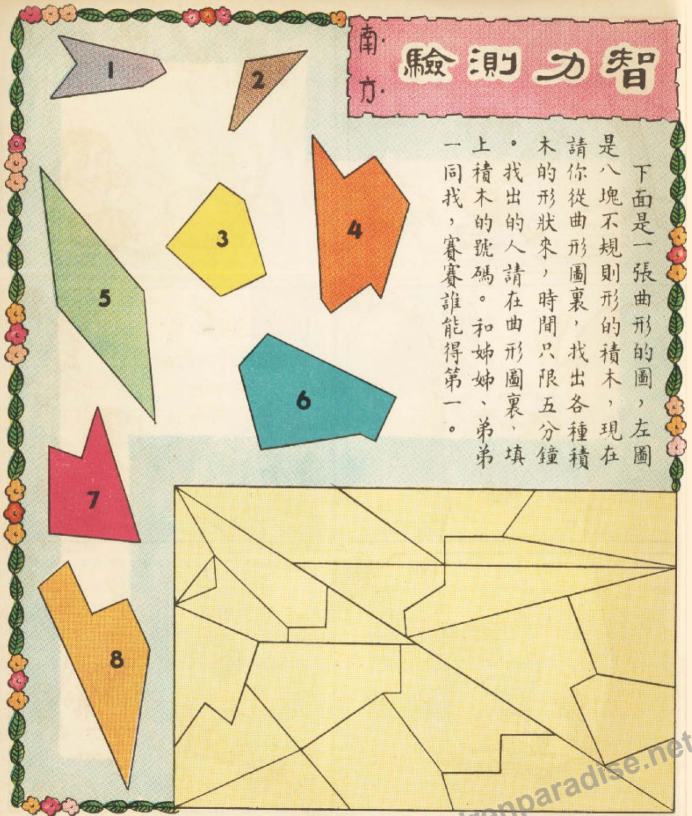 智力測驗
南方
下面是一張曲形的圖，左圖
是八塊不規則形的積木，現在
請你從曲形圖裏，找出各種積
木的形狀來，時間只限五分鐘
。找出的人請在曲形圖裏、填
上積木的號碼。和姊姊、弟弟
一同找，賽賽誰能得第一。
1
2
3
4
5
6
7
8
renparadise.net